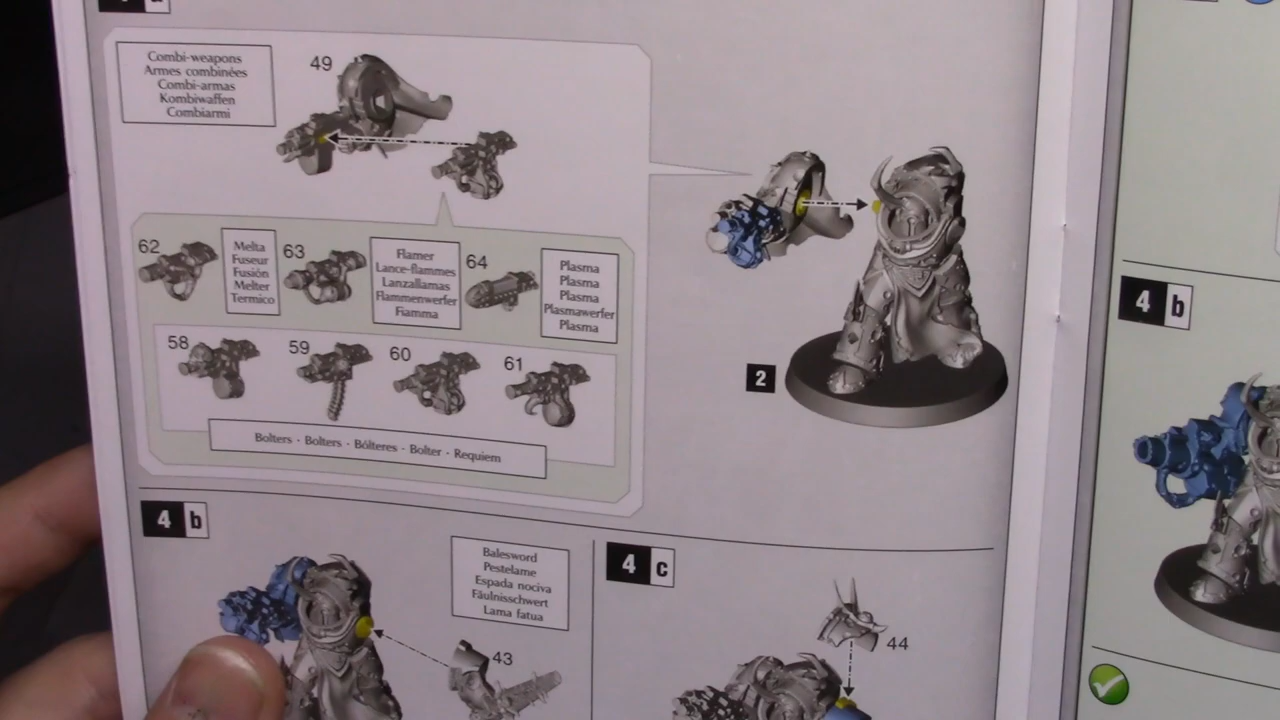 a
Combi-weapons
Armes combinées
Combi-armas
Kombiwaffen
Combiarmi
49
62
Melta
Fuseur
Fusión
Melter
Termico
63
Flamer
Lance-flammes
Lanzallamas
Flammenwerfer
Fiamma
64
Plasma
Plasma
Plasma
Plasmawerfer
Plasma
58
59
60
61
Bolters · Bolters · Bólteres · Bolter · Requiem
2
4 b
Balesword
Pestelame
Espada nociva
Fäulnisschwert
Lama fatua
43
4 c
44
4 b